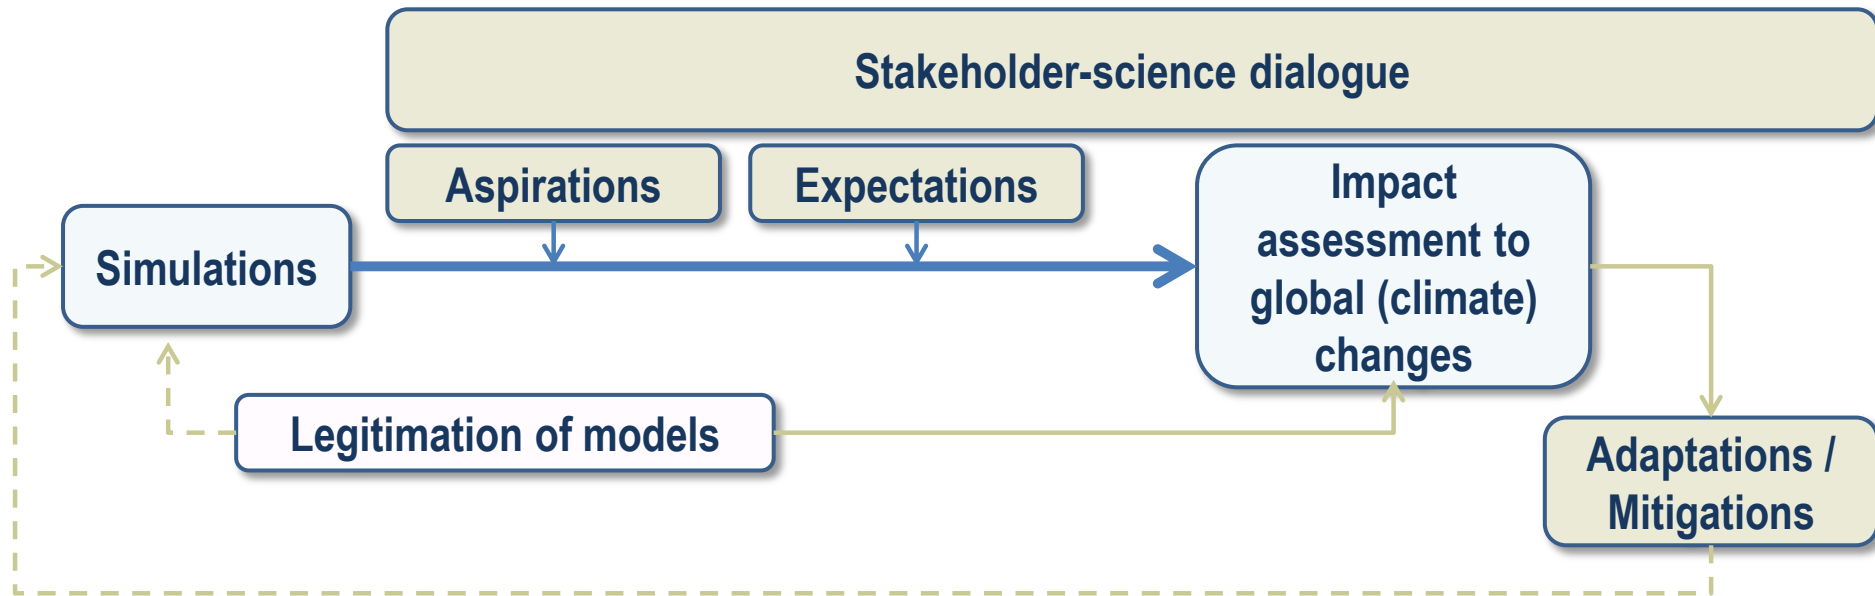 Stakeholder-science dialogue
Aspirations
Expectations
Simulations
Impact
assessment to
global (climate)
changes
Legitimation of models
Adaptations /
Mitigations